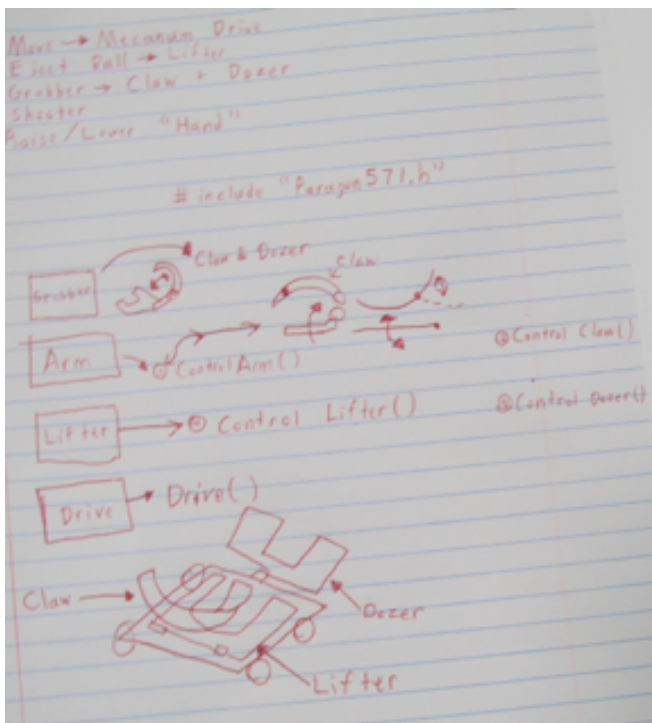 Move → Mecanum Drive
Eject Ball → Lifter
Grabber → Claw + Dozer
Shooter
Raise/Lower "Hand"
# include "Paragon571.h"
Claw & Dozer
Claw
Grabber
Control Claw()
Arm
Control Arm()
Lifter
Control Lifter()
Control Dozer()
Drive
Drive()
Claw
Dozer
Lifter